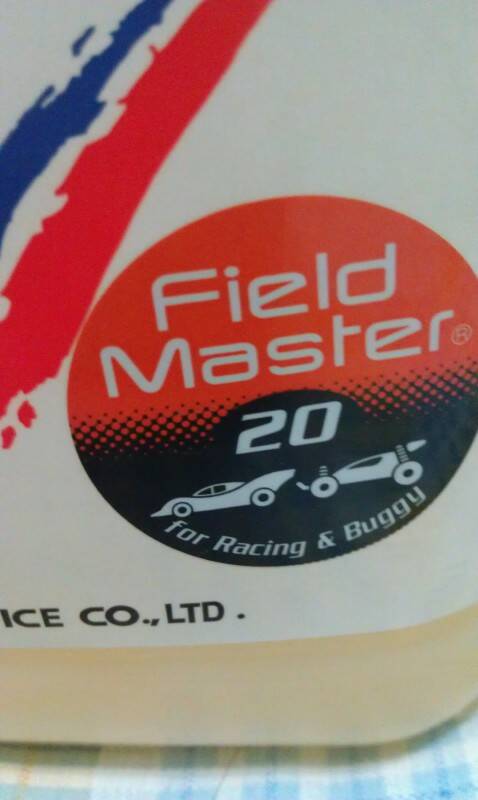 Field
Master®
20
for Racing & Buggy
ICE CO., LTD.